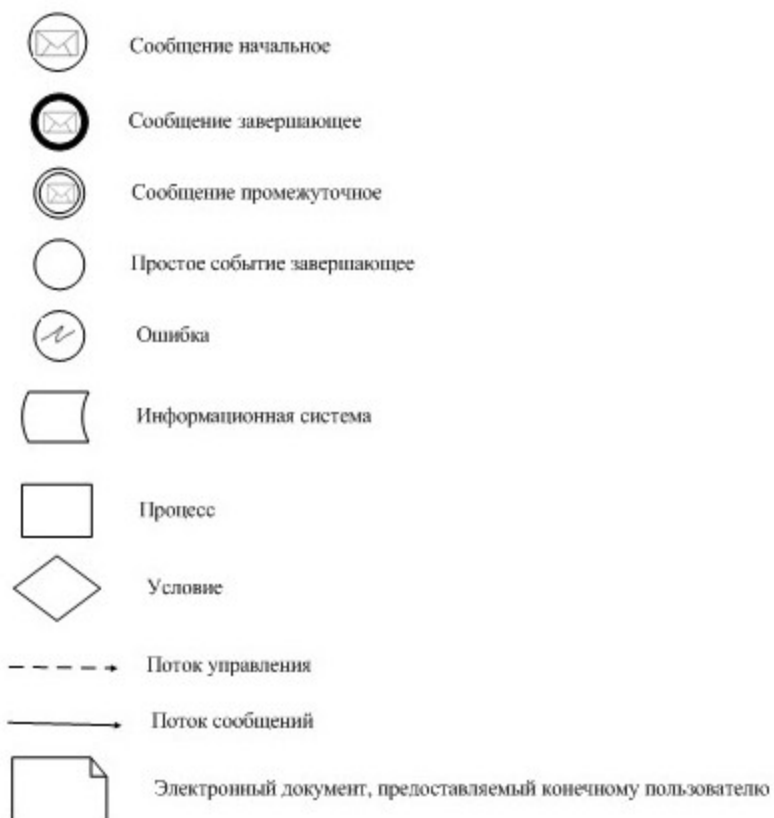 Сообщение начальное
Сообщение завершающее
Сообщение промежуточное
Простое событие завершающее
Ошибка
Информационная система
Процесс
Условие
Поток управления
Поток сообщений
Электронный документ, предоставляемый конечному пользователю